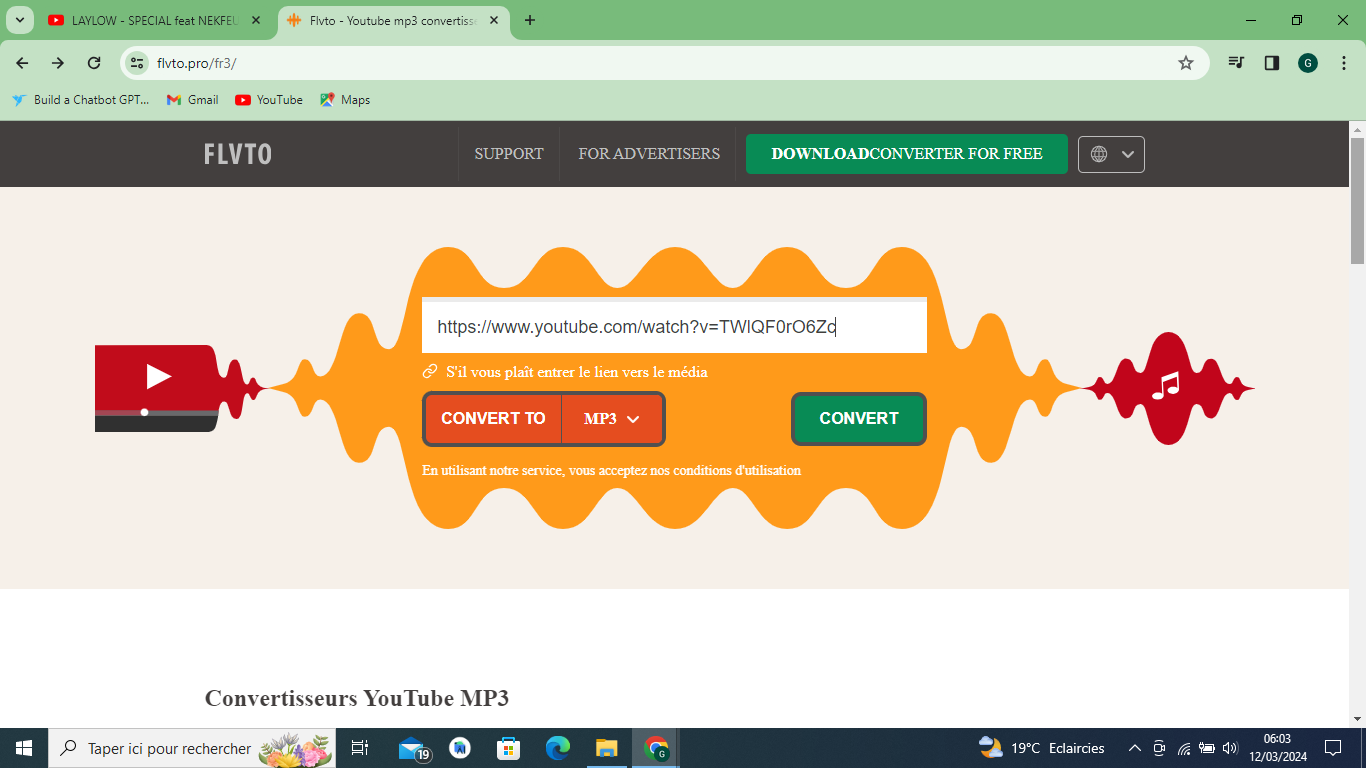 LAYLOW - SPECIAL feat NEKFEU
Flvto - Youtube mp3 convertiss
flvto.pro/fr3/
G
Build a Chatbot GPT...
Gmail
YouTube
Maps
FLVTO
SUPPORT
FOR ADVERTISERS
DOWNLOADCONVERTER FOR FREE
https://www.youtube.com/watch?v=TWlQF0rO6Zc
S'il vous plaît entrer le lien vers le média
CONVERT TO
MP3
CONVERT
En utilisant notre service, vous acceptez nos conditions d'utilisation
Convertisseurs YouTube MP3
Taper ici pour rechercher
19
G
19°C Eclaircies
06:03
12/03/2024